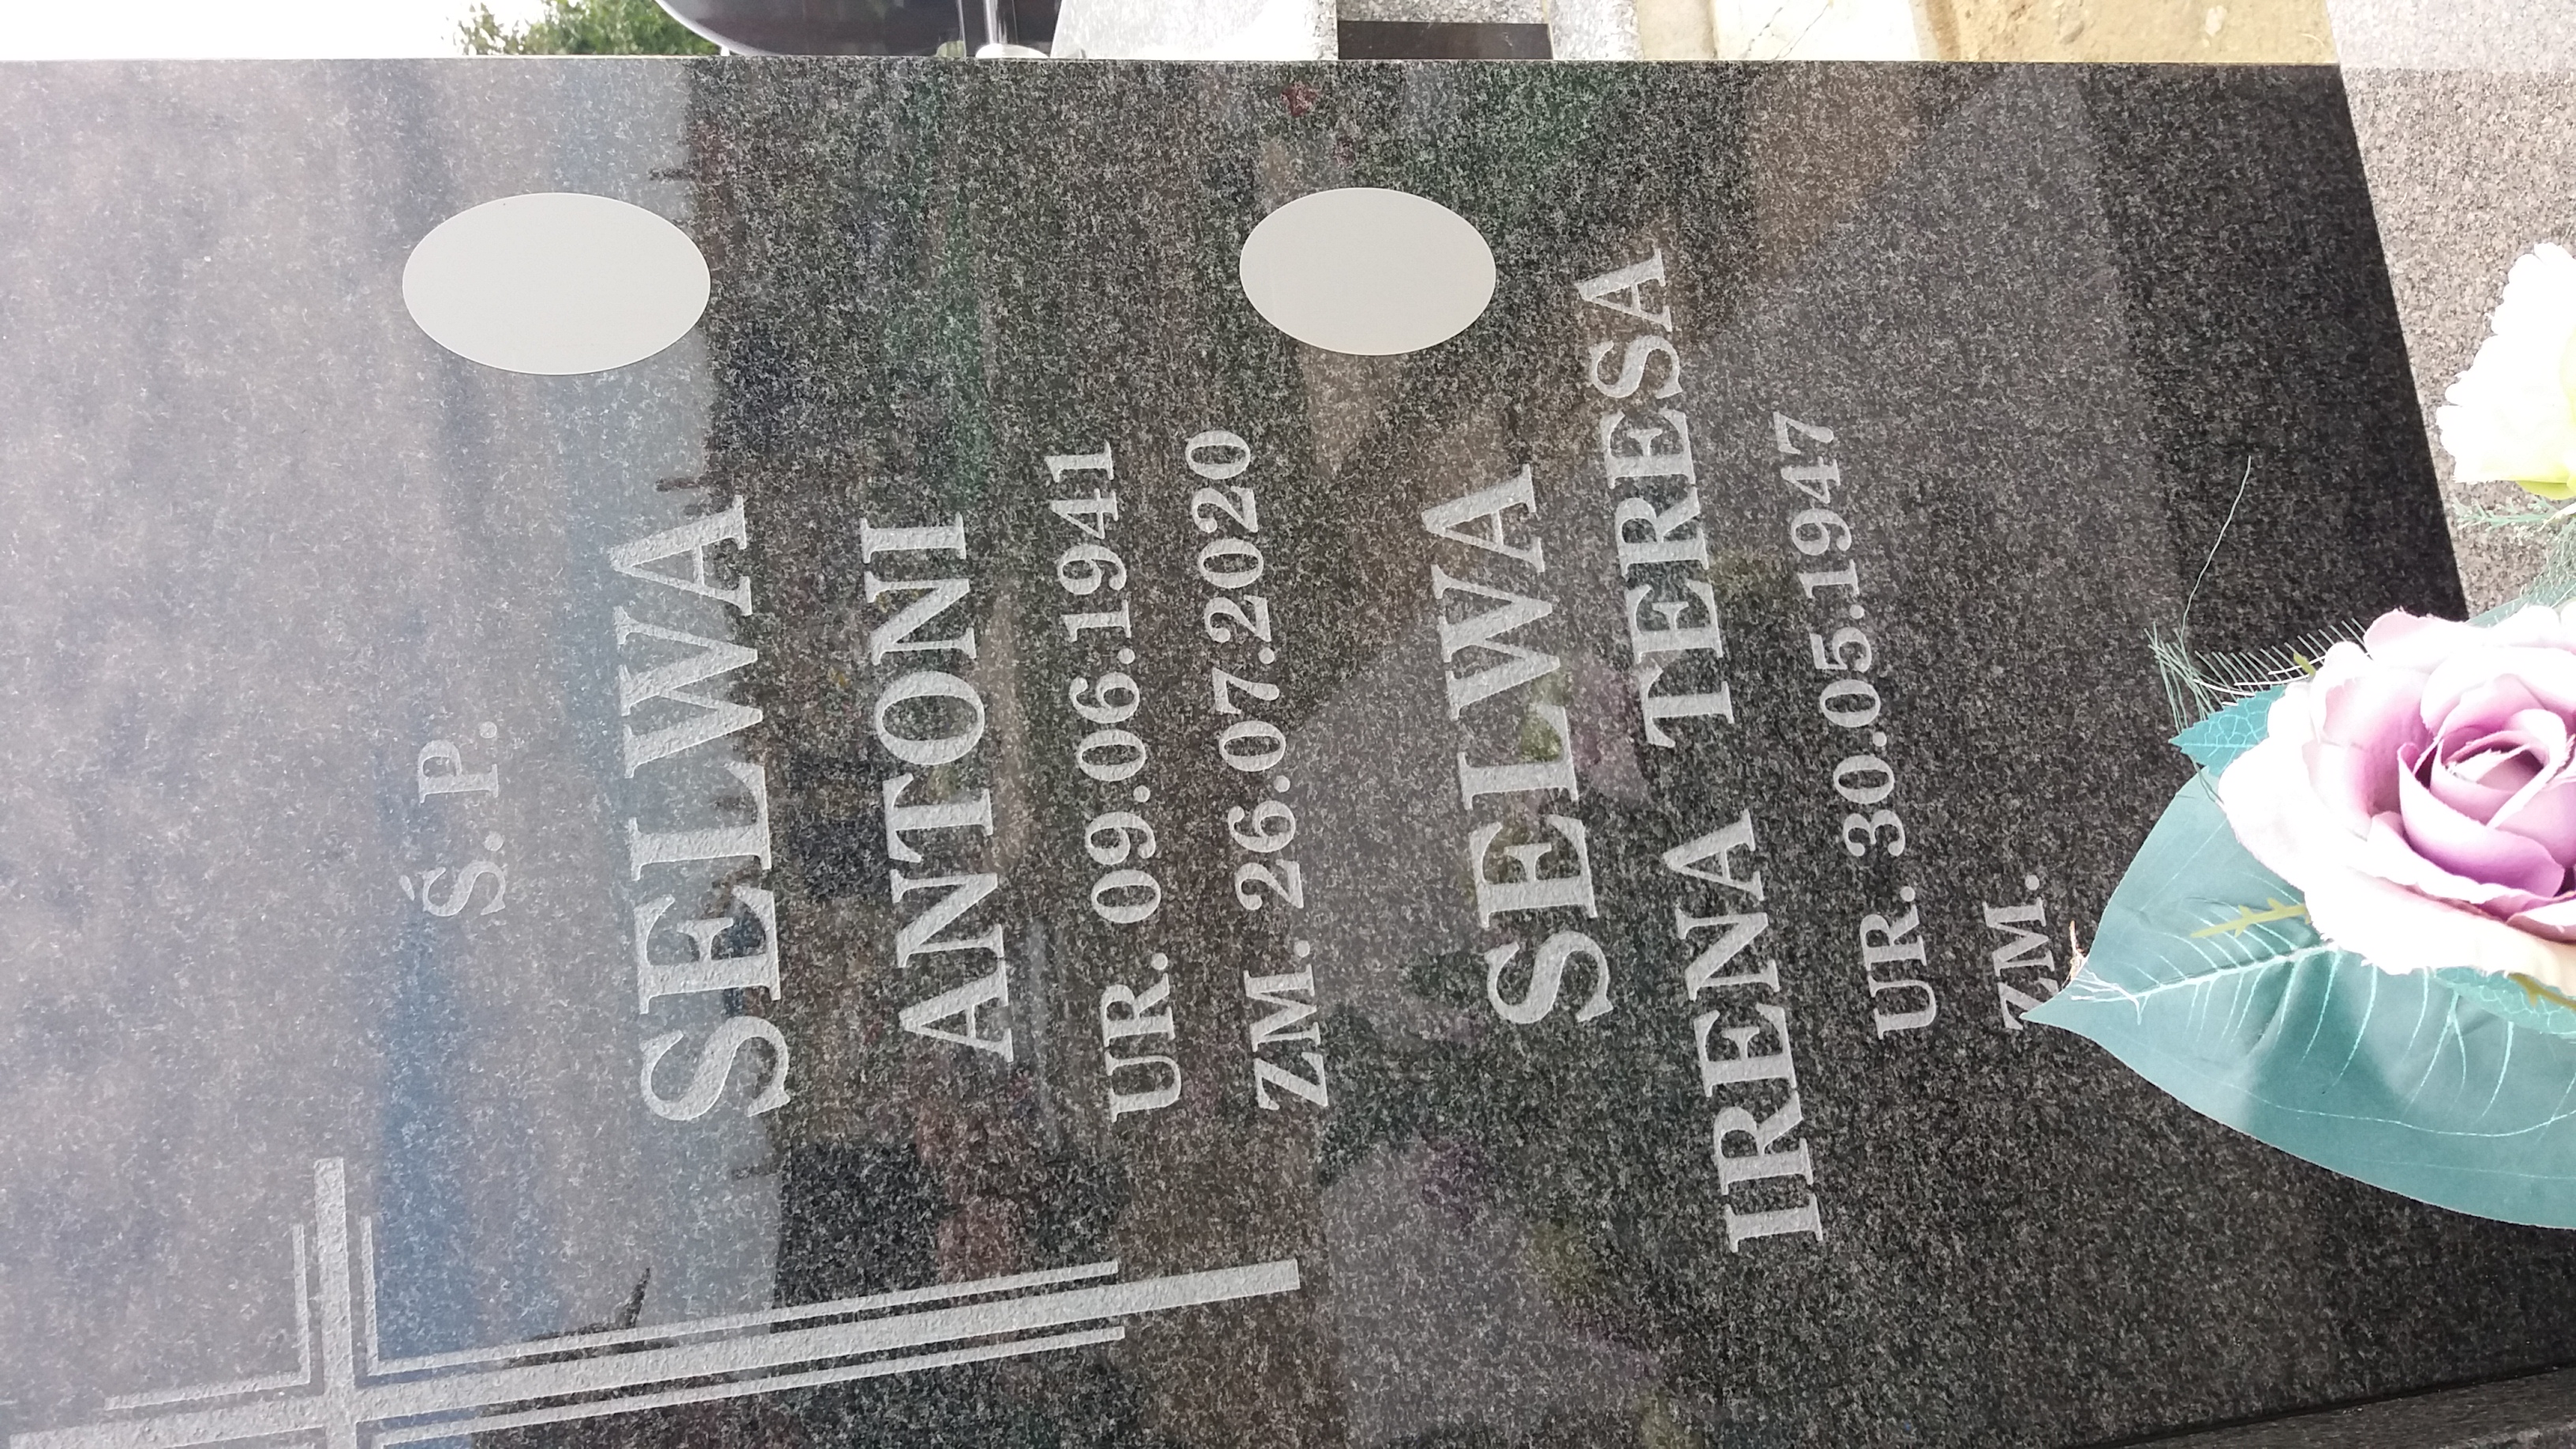 Ś. P.
SELWA
ANTONI
UR. 09.06.1941
ZM. 26.07.2020
SELWA
IRENA TERESA
UR. 30.05.1947
ZM.